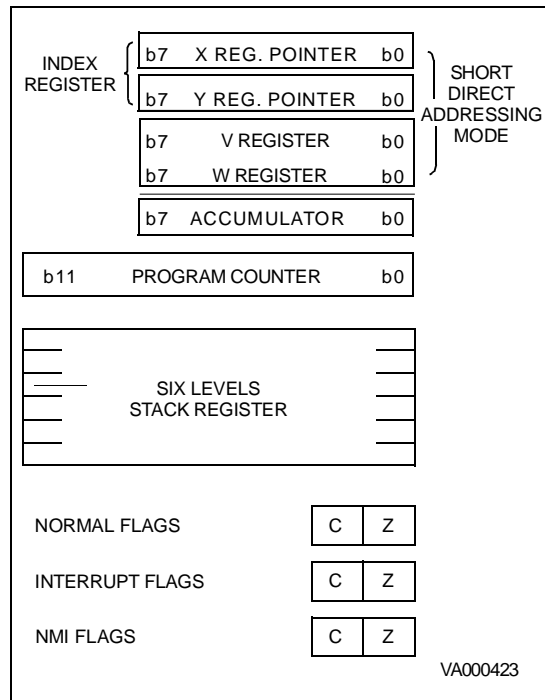 INDEX
REGISTER
b7 X REG. POINTER b0
b7 Y REG. POINTER b0
b7 V REGISTER b0
b7 W REGISTER b0
SHORT
DIRECT
ADDRESSING
MODE
b7 ACCUMULATOR b0
b11 PROGRAM COUNTER b0
SIX LEVELS
STACK REGISTER
NORMAL FLAGS C Z
INTERRUPT FLAGS C Z
NMI FLAGS C Z
VA000423